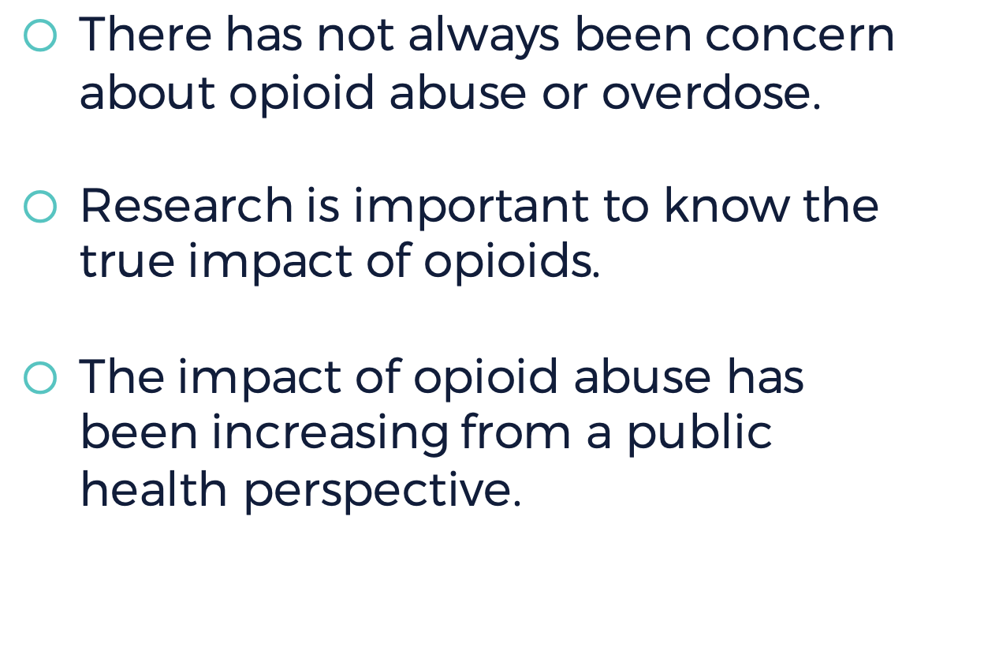 There has not always been concern
about opioid abuse or overdose.
Research is important to know the
true impact of opioids.
The impact of opioid abuse has
been increasing from a public
health perspective.